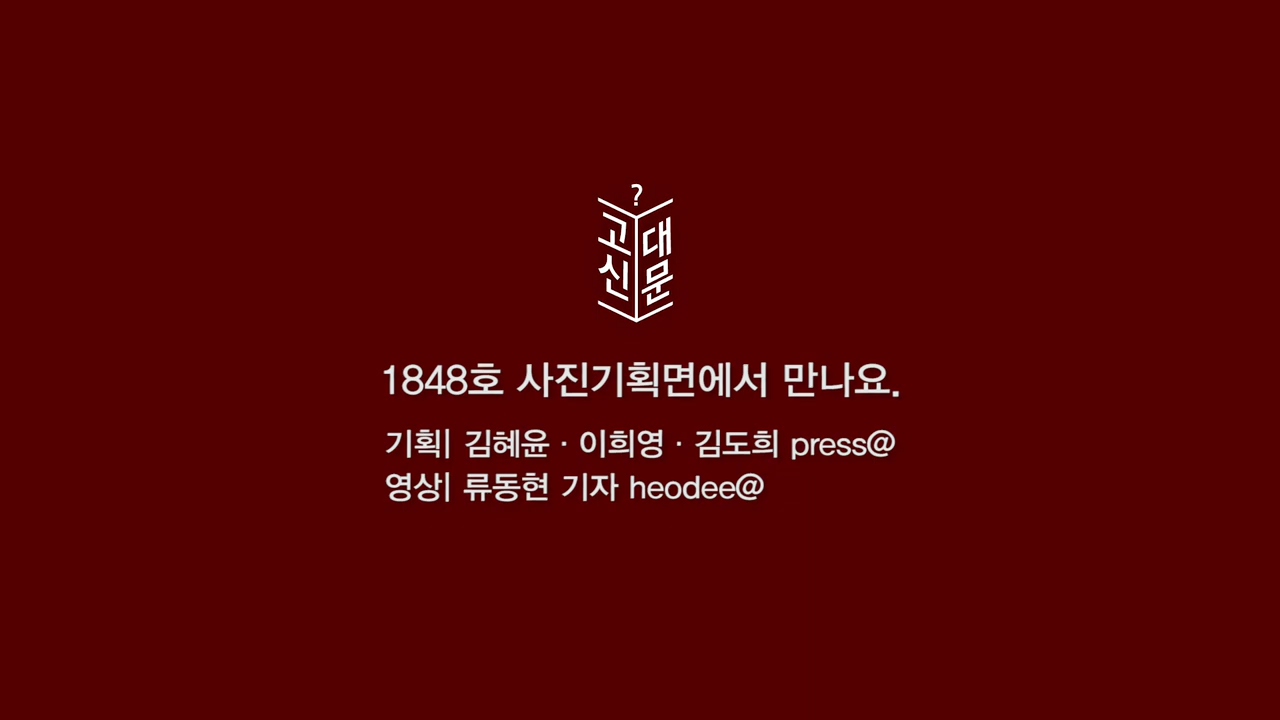 ?
고대
신문
1848호 사진기획면에서 만나요.
기획| 김혜윤 · 이희영 · 김도희 press@
영상| 류동현 기자 heodee@